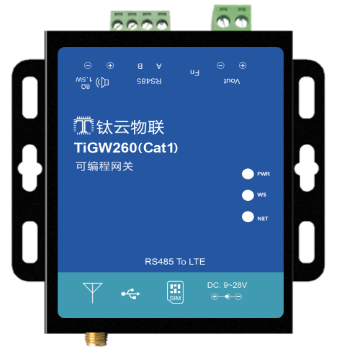 ⊖ ⊕ B A ⊕ ⊖
8Ω 1.5W RS485 Fn Vout
钛云物联
TiGW260(Cat1)
可编程网关
PWR
WS
NET
RS485 To LTE
SIM
DC: 9~28V